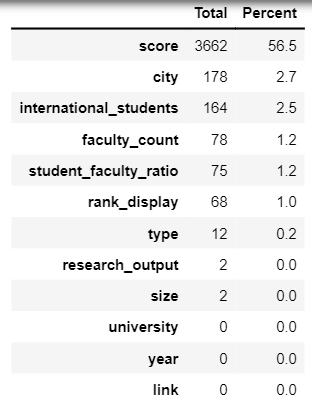 Total Percent
score 3662 56.5
city 178 2.7
international_students 164 2.5
faculty_count 78 1.2
student_faculty_ratio 75 1.2
rank_display 68 1.0
type 12 0.2
research_output 2 0.0
size 2 0.0
university 0 0.0
year 0 0.0
link 0 0.0